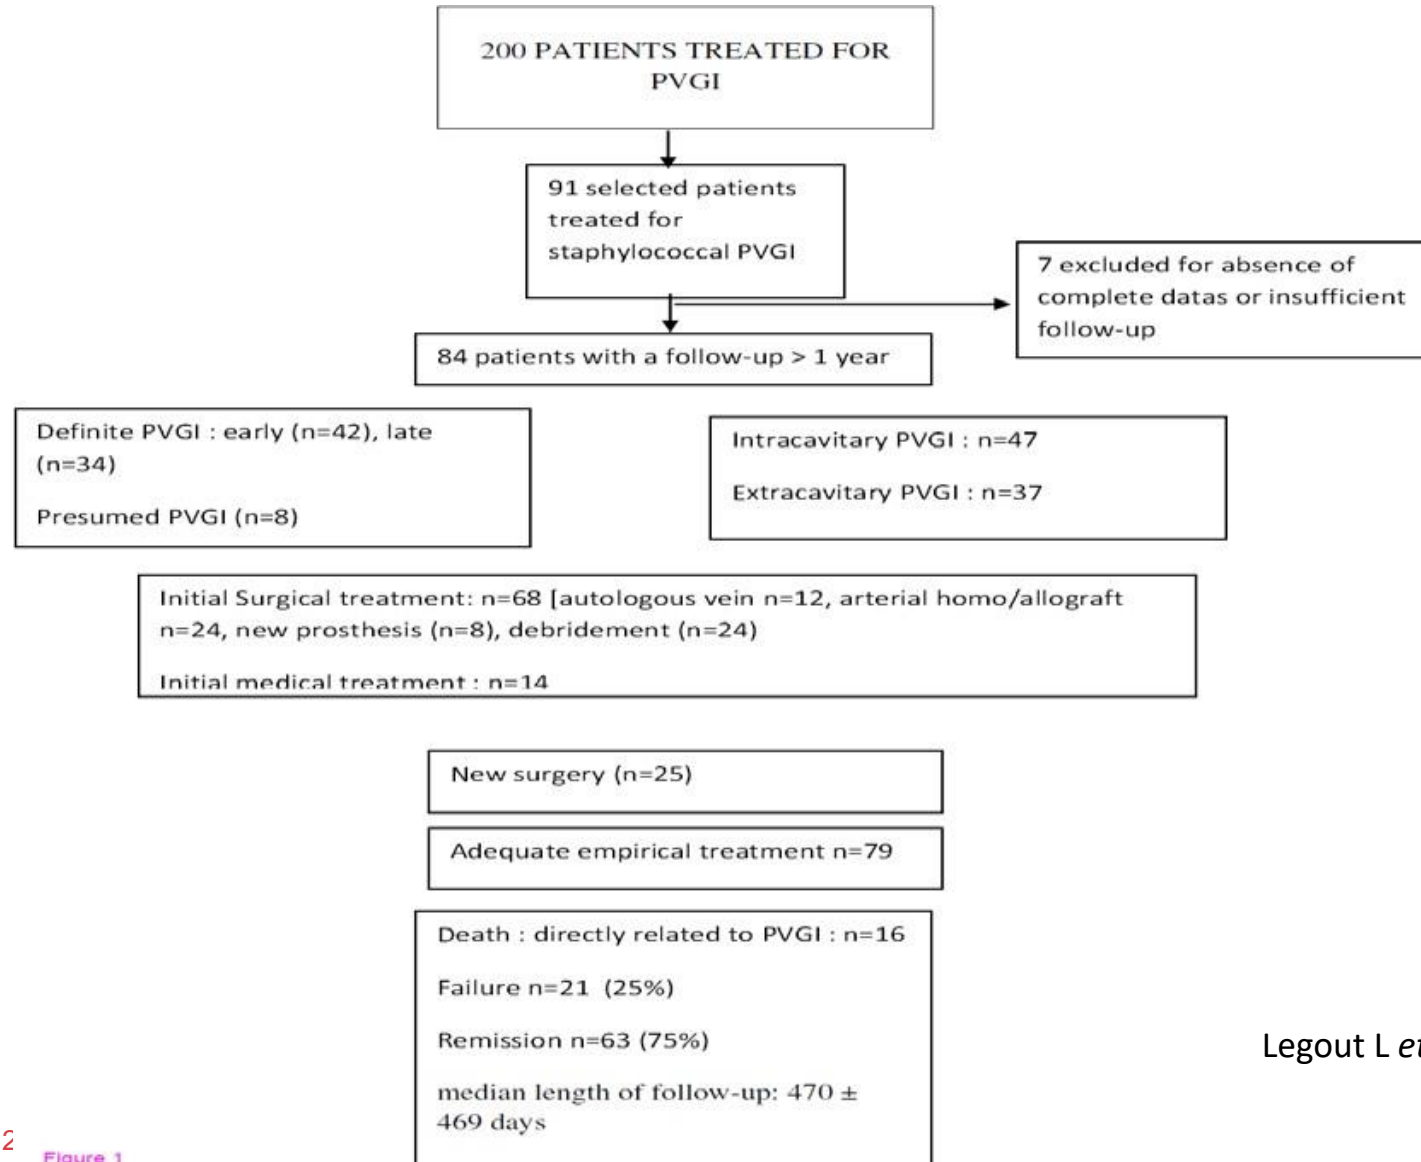 200 PATIENTS TREATED FOR
PVGI
91 selected patients
treated for
staphylococcal PVGI
7 excluded for absence of
complete datas or insufficient
follow-up
84 patients with a follow-up > 1 year
Definite PVGI : early (n=42), late
(n=34)
Presumed PVGI (n=8)
Intracavitary PVGI : n=47
Extracavitary PVGI : n=37
Initial Surgical treatment: n=68 [autologous vein n=12, arterial homo/allograft
n=24, new prosthesis (n=8), debridement (n=24)
Initial medical treatment : n=14
New surgery (n=25)
Adequate empirical treatment n=79
Death : directly related to PVGI : n=16
Failure n=21 (25%)
Remission n=63 (75%)
median length of follow-up: 470 ±
469 days
Legout L et
2
Figure 1